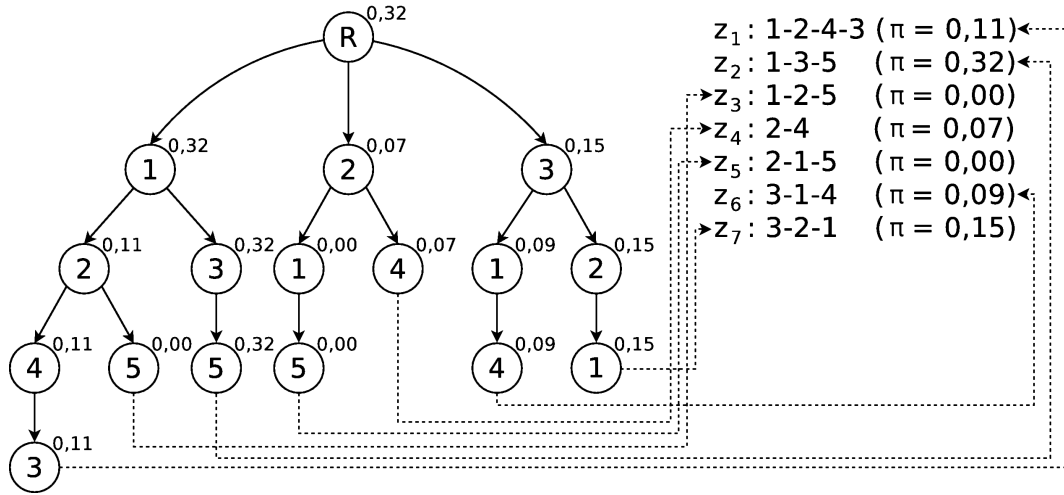 R 0,32
z1: 1-2-4-3 (π = 0,11)
z2: 1-3-5 (π = 0,32)
z3: 1-2-5 (π = 0,00)
z4: 2-4 (π = 0,07)
z5: 2-1-5 (π = 0,00)
z6: 3-1-4 (π = 0,09)
z7: 3-2-1 (π = 0,15)
1 0,32 2 0,07 3 0,15
2 0,11 3 0,32 1 0,00 4 0,07 1 0,09 2 0,15
4 0,11 5 0,00 5 0,32 5 0,00 4 0,09 1 0,15
3 0,11